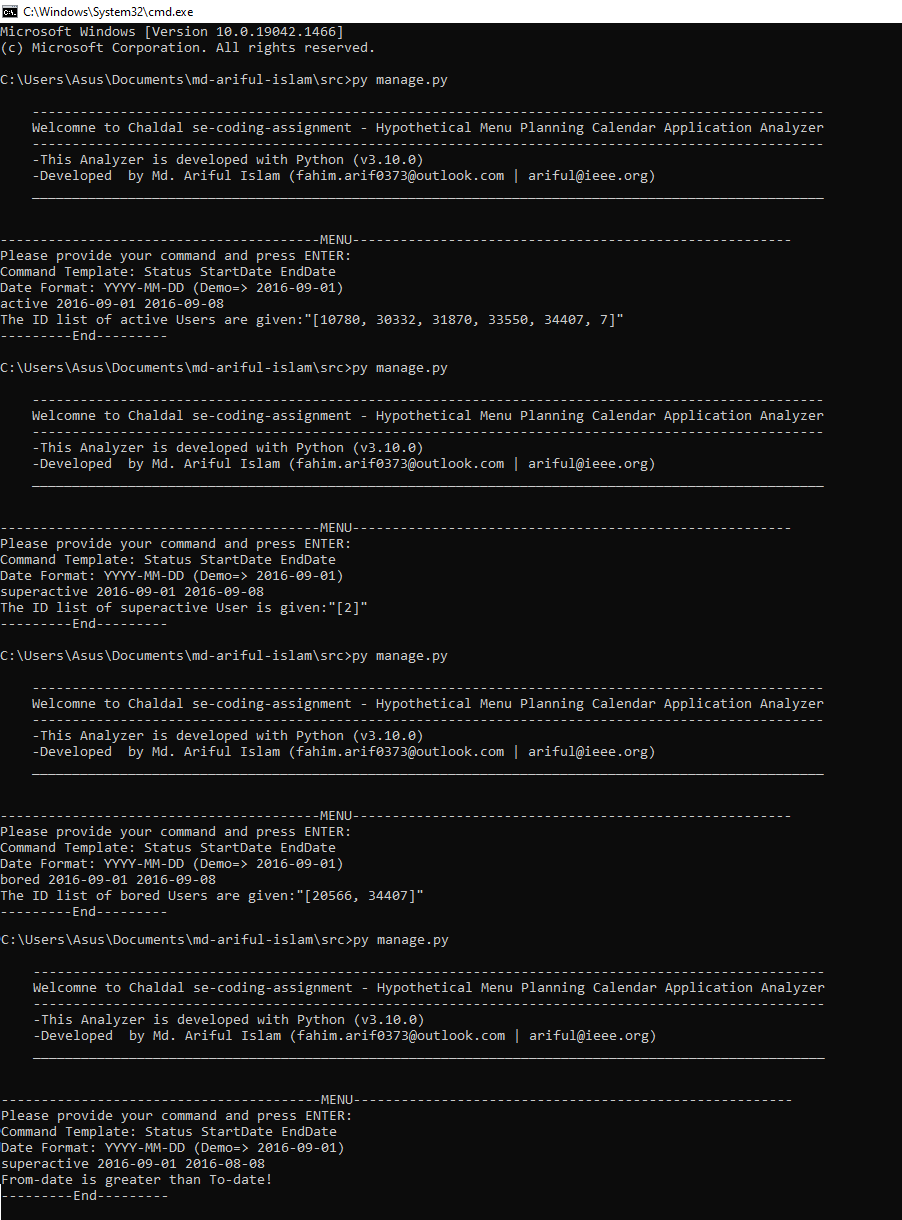 C:\Windows\System32\cmd.exe
Microsoft Windows [Version 10.0.19042.1466]
(c) Microsoft Corporation. All rights reserved.
C:\Users\Asus\Documents\md-ariful-islam\src>py manage.py
---------------------------------------------------------------------------------------------------
Welcomne to Chaldal se-coding-assignment - Hypothetical Menu Planning Calendar Application Analyzer
---------------------------------------------------------------------------------------------------
-This Analyzer is developed with Python (v3.10.0)
-Developed  by Md. Ariful Islam (fahim.arif0373@outlook.com | ariful@ieee.org)
___________________________________________________________________________________________________
----------------------------------------MENU-------------------------------------------------------
Please provide your command and press ENTER:
Command Template: Status StartDate EndDate
Date Format: YYYY-MM-DD (Demo=> 2016-09-01)
active 2016-09-01 2016-09-08
The ID list of active Users are given:"[10780, 30332, 31870, 33550, 34407, 7]"
---------End---------
C:\Users\Asus\Documents\md-ariful-islam\src>py manage.py
---------------------------------------------------------------------------------------------------
Welcomne to Chaldal se-coding-assignment - Hypothetical Menu Planning Calendar Application Analyzer
---------------------------------------------------------------------------------------------------
-This Analyzer is developed with Python (v3.10.0)
-Developed  by Md. Ariful Islam (fahim.arif0373@outlook.com | ariful@ieee.org)
___________________________________________________________________________________________________
----------------------------------------MENU-------------------------------------------------------
Please provide your command and press ENTER:
Command Template: Status StartDate EndDate
Date Format: YYYY-MM-DD (Demo=> 2016-09-01)
superactive 2016-09-01 2016-09-08
The ID list of superactive User is given:"[2]"
---------End---------
C:\Users\Asus\Documents\md-ariful-islam\src>py manage.py
---------------------------------------------------------------------------------------------------
Welcomne to Chaldal se-coding-assignment - Hypothetical Menu Planning Calendar Application Analyzer
---------------------------------------------------------------------------------------------------
-This Analyzer is developed with Python (v3.10.0)
-Developed  by Md. Ariful Islam (fahim.arif0373@outlook.com | ariful@ieee.org)
___________________________________________________________________________________________________
----------------------------------------MENU-------------------------------------------------------
Please provide your command and press ENTER:
Command Template: Status StartDate EndDate
Date Format: YYYY-MM-DD (Demo=> 2016-09-01)
bored 2016-09-01 2016-09-08
The ID list of bored Users are given:"[20566, 34407]"
---------End---------
C:\Users\Asus\Documents\md-ariful-islam\src>py manage.py
---------------------------------------------------------------------------------------------------
Welcomne to Chaldal se-coding-assignment - Hypothetical Menu Planning Calendar Application Analyzer
---------------------------------------------------------------------------------------------------
-This Analyzer is developed with Python (v3.10.0)
-Developed  by Md. Ariful Islam (fahim.arif0373@outlook.com | ariful@ieee.org)
___________________________________________________________________________________________________
----------------------------------------MENU-------------------------------------------------------
Please provide your command and press ENTER:
Command Template: Status StartDate EndDate
Date Format: YYYY-MM-DD (Demo=> 2016-09-01)
superactive 2016-09-01 2016-08-08
From-date is greater than To-date!
---------End---------